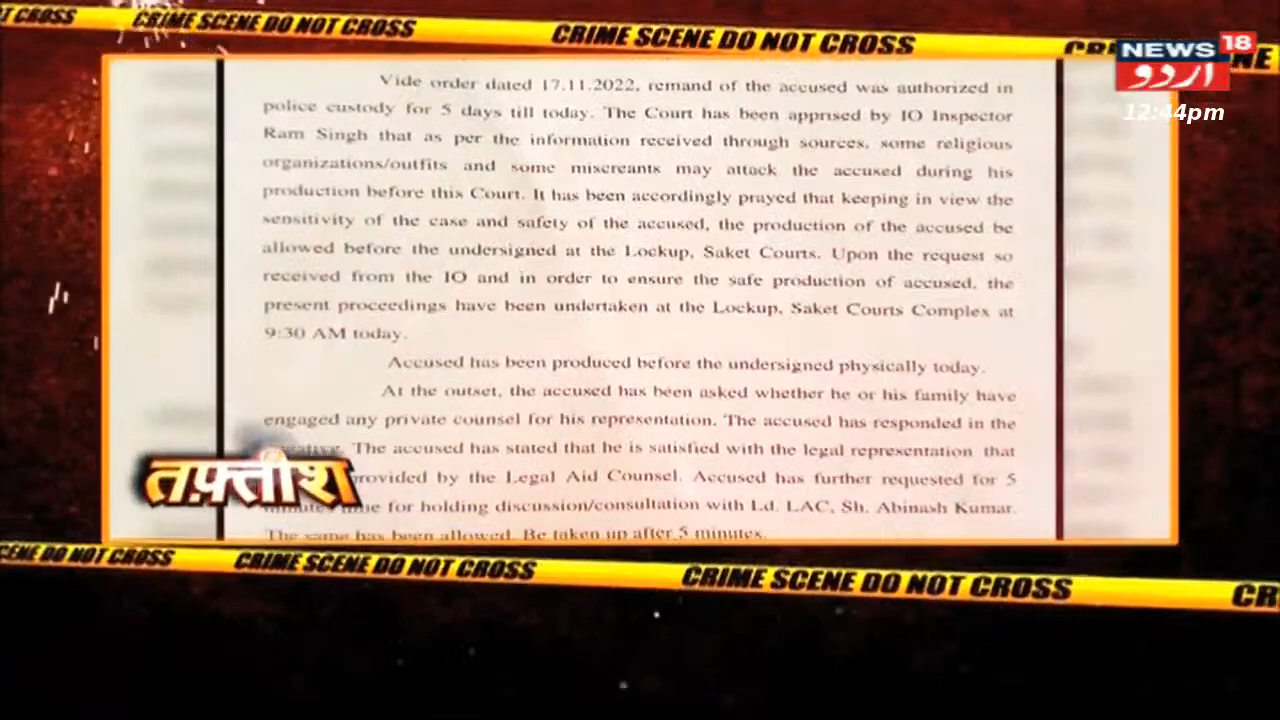 T CROSS
CRIME SCENE DO NOT CROSS
CRIME SCENE DO NOT CROSS
NEWS 18
اردو
12:44pm
Vide order dated 17.11.2022, remand of the accused was authorized in
police custody for 5 days till today. The Court has been apprised by IO Inspector
Ram Singh that as per the information received through sources, some religious
organizations/outfits and some miscreants may attack the accused during his
production before this Court. It has been accordingly prayed that keeping in view the
sensitivity of the case and safety of the accused, the production of the accused be
allowed before the undersigned at the Lockup, Saket Courts. Upon the request so
received from the IO and in order to ensure the safe production of accused, the
present proceedings have been undertaken at the Lockup, Saket Courts Complex at
9:30 AM today.
Accused has been produced before the undersigned physically today.
At the outset, the accused has been asked whether he or his family have
engaged any private counsel for his representation. The accused has responded in the
The accused has stated that he is satisfied with the legal representation that
provided by the Legal Aid Counsel. Accused has further requested for 5
for holding discussion/consultation with Ld. LAC, Sh. Abinash Kumar.
The same has been allowed. Be taken up after 5 minutes.
तफ़्तीश
CENE DO NOT CROSS
CRIME SCENE DO NOT CROSS
CRIME SCENE DO NOT CROSS
CR